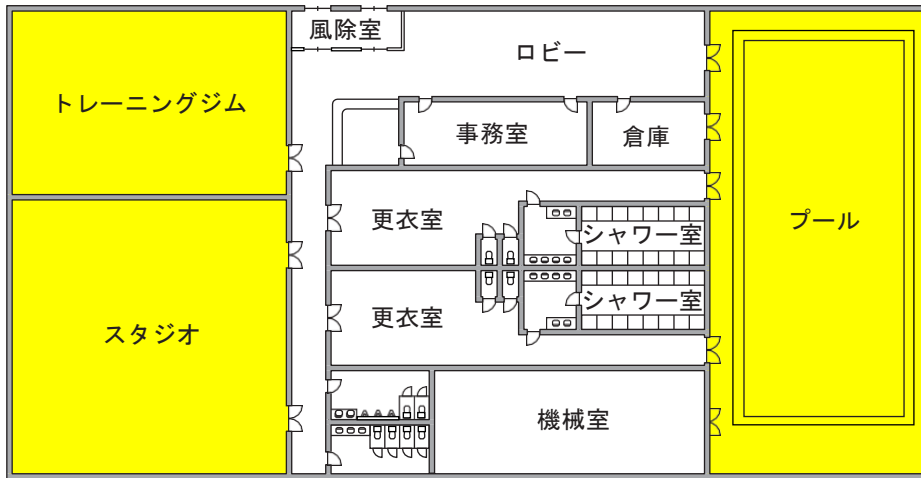 風除室
ロビー
トレーニングジム
事務室
倉庫
更衣室
シャワー室
プール
シャワー室
更衣室
スタジオ
機械室